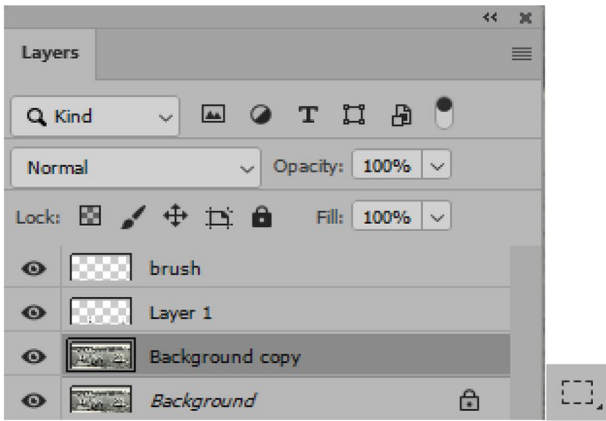 Layers
Kind
Normal Opacity: 100%
Lock: Fill: 100%
brush
Layer 1
Background copy
Background